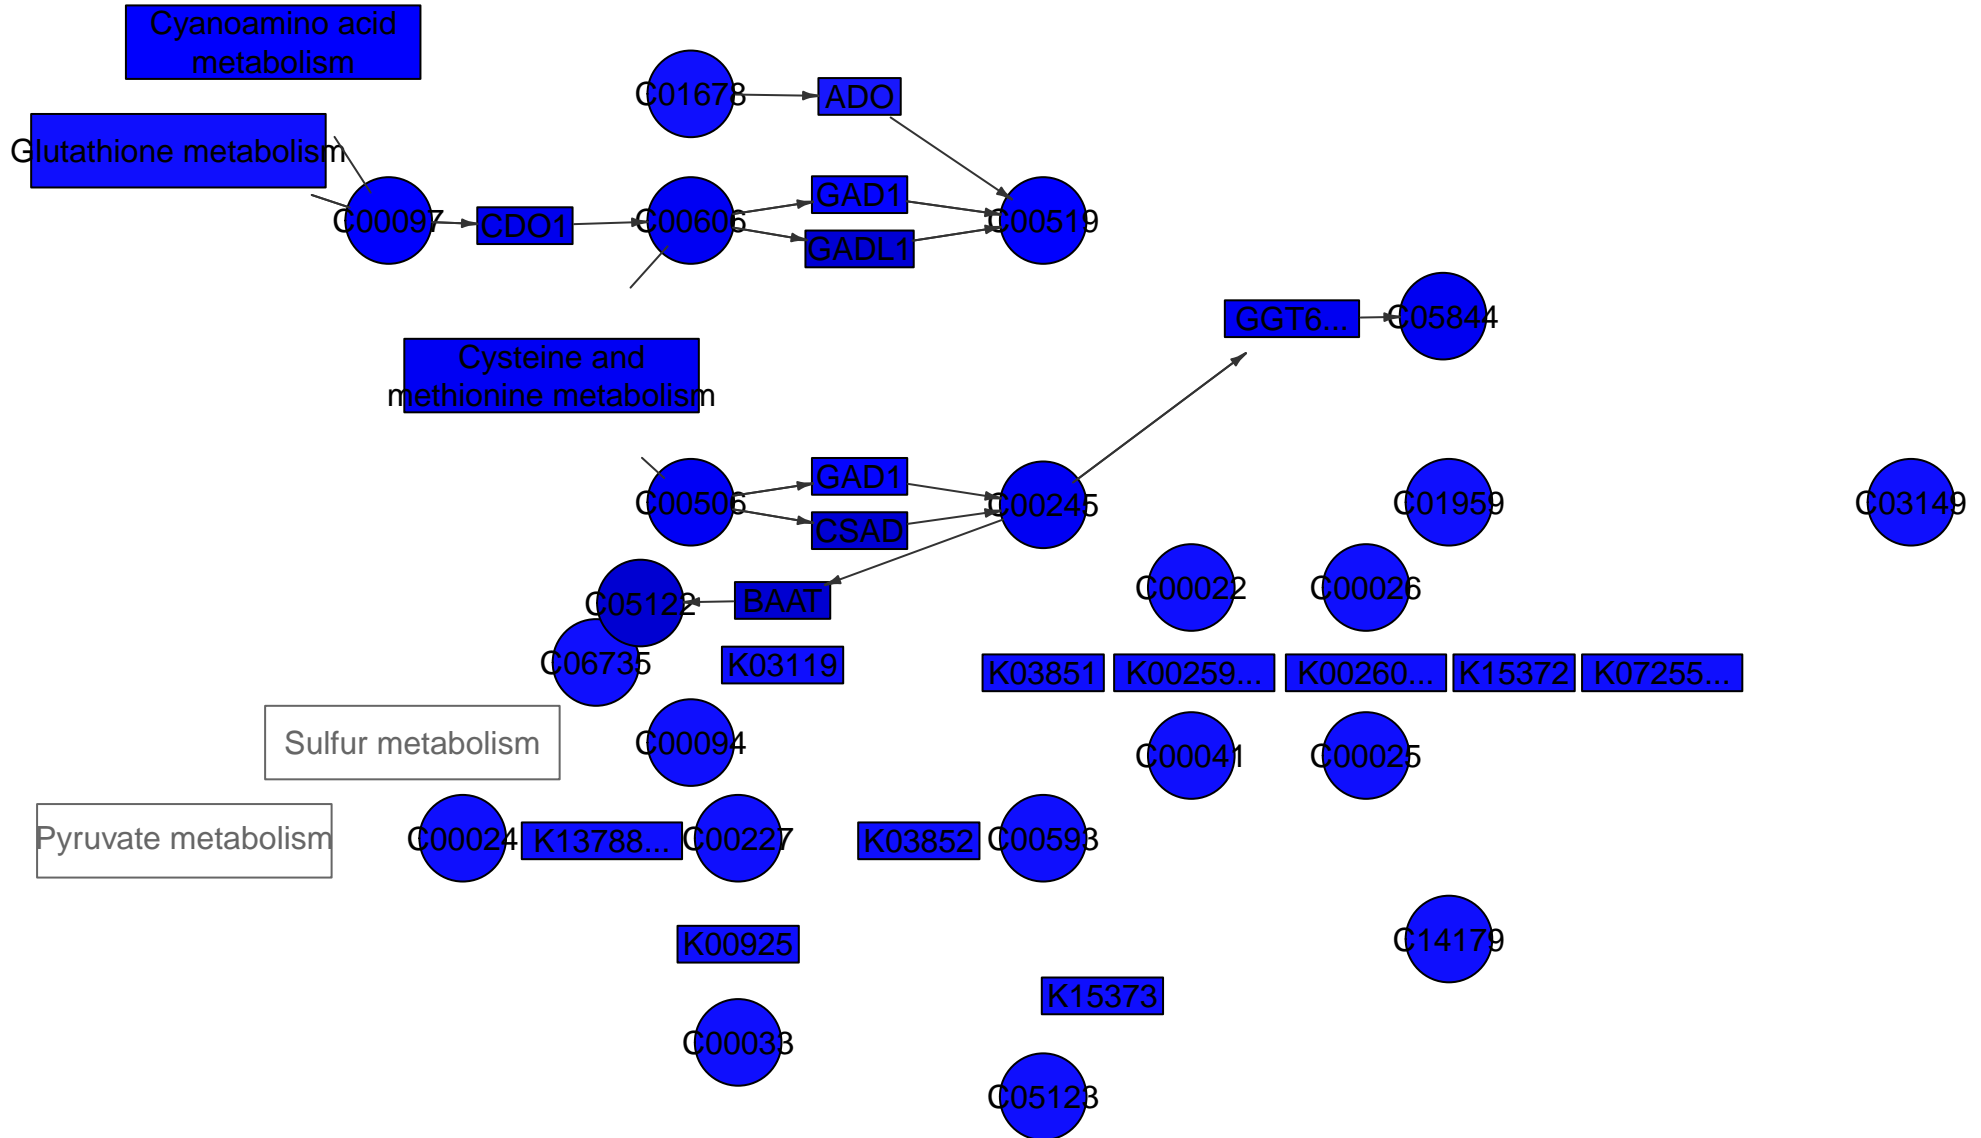 Cyanoamino acid
metabolism
C01678
ADO
Glutathione metabolism
C00097
CDO1
C00606
GAD1
GADL1
C00519
GGT6...
C05844
Cysteine and
methionine metabolism
C00506
GAD1
CSAD
C00245
C01959
C03149
C05122
BAAT
C00022
C00026
C06735
K03119
K03851
K00259...
K00260...
K15372
K07255...
Sulfur metabolism
C00094
C00041
C00025
Pyruvate metabolism
C00024
K13788...
C00227
K03852
C00593
K00925
C14179
K15373
C00033
C05123